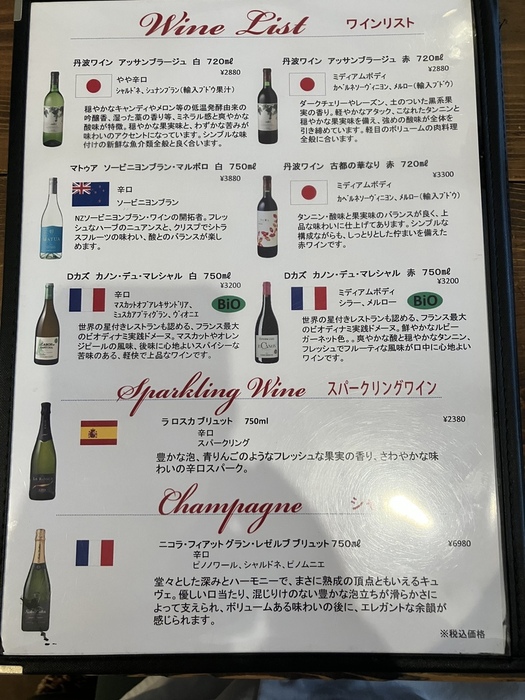 Wine List ワインリスト
丹波ワイン アッサンブラージュ 白 720㎖
¥2880
やや辛口
シャルドネ、シュナンブラン(輸入ブドウ果汁)
穏やかなキャンディやメロン等の低温発酵由来の
吟醸香、湿った藁の香り等、ミネラル感と爽やかな
酸味が特徴。穏やかな果実味と、わずかな苦みが
味わいのアクセントになっています。シンプルな味
付けの新鮮な魚介類全般と良く合います。
丹波ワイン アッサンブラージュ 赤 720㎖
¥2880
ミディアムボディ
カベルネソーヴィニヨン、メルロー(輸入ブドウ)
ダークチェリーやレーズン、土のついた黒系果
実の香り。軽やかなアタック、こなれたタンニンと
穏やかな果実味を備え、強めの酸味が全体を
引き締めています。軽目のボリュームの肉料理
全般に合います。
マトゥア ソービニヨンブラン・マルボロ 白 750㎖
¥3880
辛口
ソービニヨンブラン
NZソービニヨンブラン・ワインの開拓者。フレッ
シュなハーブのニュアンスと、クリスプでシトラ
スフルーツの味わい、酸とのバランスが楽し
めます。
丹波ワイン 古都の華なり 赤 720㎖
¥3300
ミディアムボディ
カベルネソーヴィニヨン、メルロー(輸入ブドウ)
タンニン・酸味と果実味のバランスが良く、上
品な味わいに仕上げてあります。シンプルな
構成ながらも、しっとりとした佇まいを備えた
赤ワインです。
Dカズ カノン・デュ・マレシャル 白 750㎖
¥3200
辛口
マスカットオブアレキサンドリア、
ミュスカアプティグラン、ヴィオニエ
BiO
世界の星付きレストランも認める、フランス最大
のビオディナミ実践ドメーヌ。マスカットやオレン
ジピールの風味、後味に心地よいスパイシーな
苦味のある、軽快で上品なワインです。
Dカズ カノン・デュ・マレシャル 赤 750㎖
¥3200
ミディアムボディ
シラー、メルロー
BiO
世界の星付きレストランも認める、フランス最大
のビオディナミ実践ドメーヌ。鮮やかなルビー
ガーネット色。。爽やかな酸と穏やかなタンニン、
フレッシュでフルーティな風味が口中に心地よい
ワインです。
Sparkling Wine スパークリングワイン
ラ ロスカ ブリュット 750ml
¥2380
辛口
スパークリング
豊かな泡、青りんごのようなフレッシュな果実の香り、さわやかな味
わいの辛口スパーク。
Champagne シャ
ニコラ・フィアット グラン・レゼルブ ブリュット 750㎖
¥6980
辛口
ピノノワール、シャルドネ、ピノムニエ
堂々とした深みとハーモニーで、まさに熟成の頂点ともいえるキュ
ヴェ。優しい口当たり、混じりけのない豊かな泡立ちが滑らかさに
よって支えられ、ボリュームある味わいの後に、エレガントな余韻が
感じられます。
※税込価格